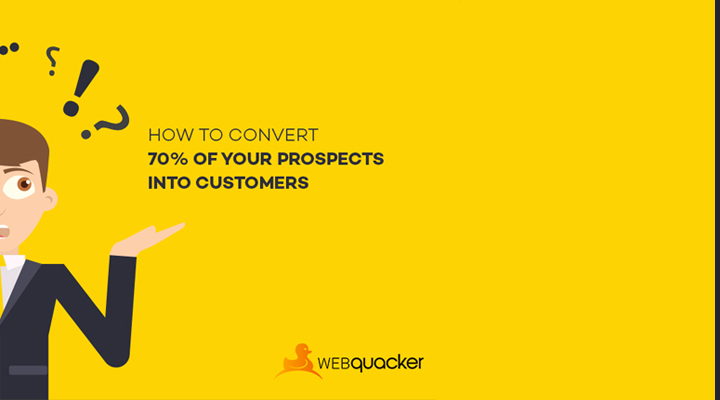 HOW TO CONVERT
70% OF YOUR PROSPECTS
INTO CUSTOMERS
WEBquacker